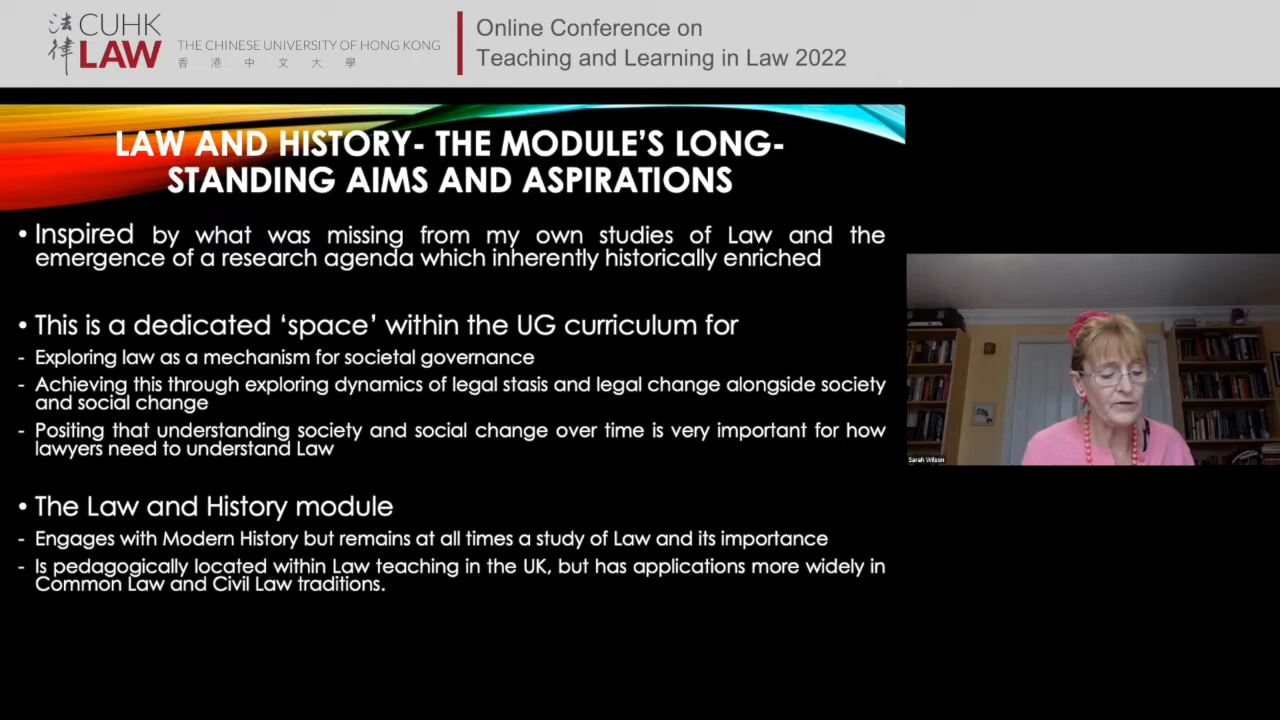 法律
CUHK
LAW
THE CHINESE UNIVERSITY OF HONG KONG
香港中文大學
Online Conference on
Teaching and Learning in Law 2022
LAW AND HISTORY- THE MODULE'S LONG-
STANDING AIMS AND ASPIRATIONS
• Inspired by what was missing from my own studies of Law and the
emergence of a research agenda which inherently historically enriched
• This is a dedicated ‘space’ within the UG curriculum for
- Exploring law as a mechanism for societal governance
- Achieving this through exploring dynamics of legal stasis and legal change alongside society
and social change
- Positing that understanding society and social change over time is very important for how
lawyers need to understand Law
• The Law and History module
- Engages with Modern History but remains at all times a study of Law and its importance
- Is pedagogically located within Law teaching in the UK, but has applications more widely in
Common Law and Civil Law traditions.
Sarah Wilson